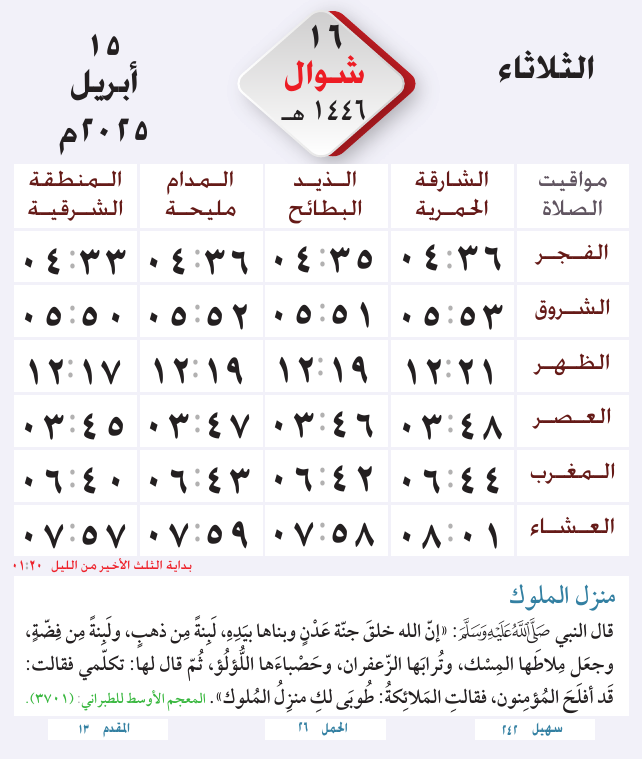 الثلاثاء
١٦
شوال
١٤٤٦ هـ
١٥
أبريل
٢٠٢٥م
مواقيت الصلاة | الشارقة الحمرية | الذيد البطائح | المدام مليحة | المنطقة الشرقية
الفجر | ٠٤:٣٦ | ٠٤:٣٥ | ٠٤:٣٦ | ٠٤:٣٣
الشروق | ٠٥:٥٣ | ٠٥:٥١ | ٠٥:٥٢ | ٠٥:٥٠
الظهر | ١٢:٢١ | ١٢:١٩ | ١٢:١٩ | ١٢:١٧
العصر | ٠٣:٤٨ | ٠٣:٤٦ | ٠٣:٤٧ | ٠٣:٤٥
المغرب | ٠٦:٤٤ | ٠٦:٤٢ | ٠٦:٤٣ | ٠٦:٤٠
العشاء | ٠٨:٠١ | ٠٧:٥٨ | ٠٧:٥٩ | ٠٧:٥٧
بداية الثلث الأخير من الليل ٠١:٢٠
منزل الملوك
قال النبي صَلَّى اللَّهُ عَلَيْهِ وَسَلَّمَ: «إنّ الله خلقَ جنّة عَدْنٍ وبناها بيَدِهِ، لَبِنةً مِن ذهبٍ، ولَبِنةً مِن فِضّةٍ،
وجعَل مِلاطَها المِسْك، وتُرابَها الزّعفران، وحَصْباءَها اللُّؤلُؤ، ثُمّ قال لها: تكلّمي فقالت:
قَد أفلَحَ المُؤمِنون، فقالتِ المَلائِكةُ: طُوبَى لكِ منزِلُ المُلوك». المعجم الأوسط للطبراني: (٣٧٠١).
سهيل ٢٤٢ | الحمل ٢٦ | المقدم ١٣